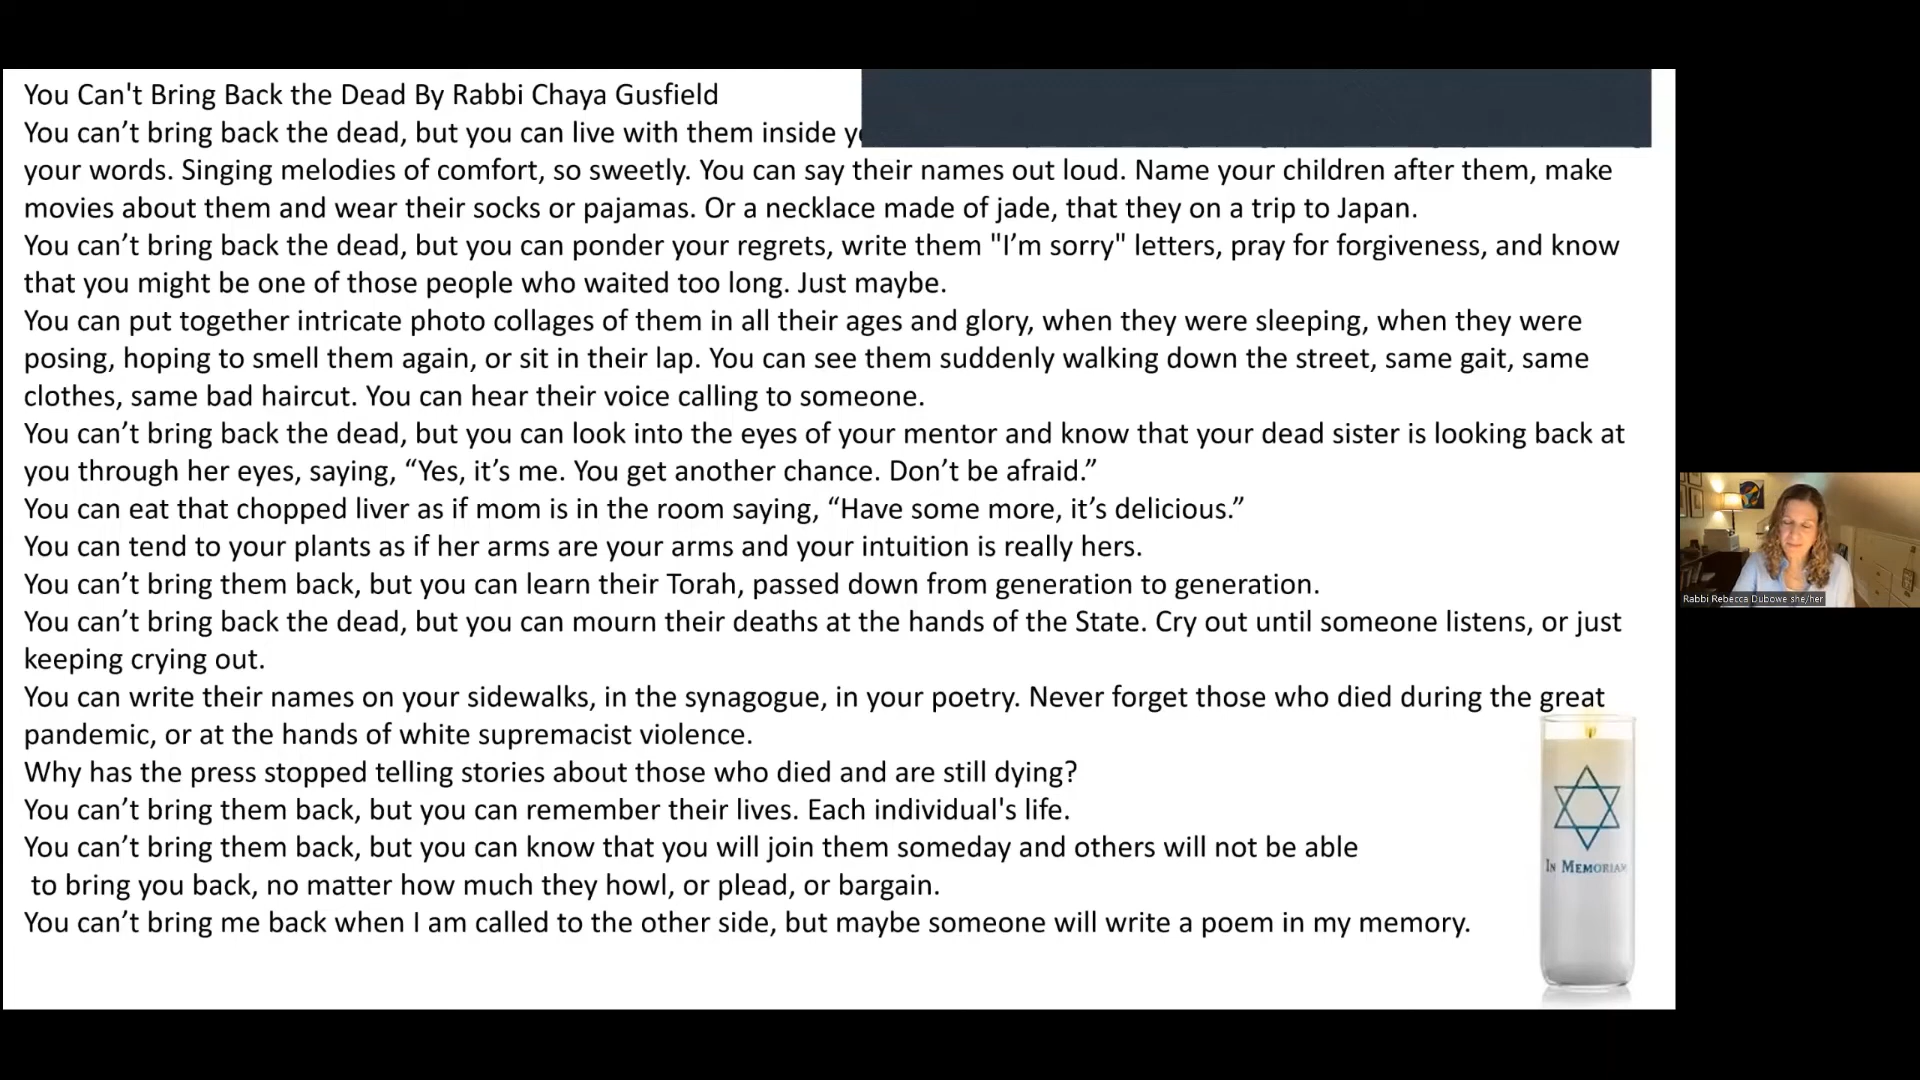 You Can't Bring Back the Dead By Rabbi Chaya Gusfield
You can’t bring back the dead, but you can live with them inside
your words. Singing melodies of comfort, so sweetly. You can say their names out loud. Name your children after them, make
movies about them and wear their socks or pajamas. Or a necklace made of jade, that they on a trip to Japan.
You can’t bring back the dead, but you can ponder your regrets, write them "I’m sorry" letters, pray for forgiveness, and know
that you might be one of those people who waited too long. Just maybe.
You can put together intricate photo collages of them in all their ages and glory, when they were sleeping, when they were
posing, hoping to smell them again, or sit in their lap. You can see them suddenly walking down the street, same gait, same
clothes, same bad haircut. You can hear their voice calling to someone.
You can’t bring back the dead, but you can look into the eyes of your mentor and know that your dead sister is looking back at
you through her eyes, saying, “Yes, it’s me. You get another chance. Don’t be afraid.”
You can eat that chopped liver as if mom is in the room saying, “Have some more, it’s delicious.”
You can tend to your plants as if her arms are your arms and your intuition is really hers.
You can’t bring them back, but you can learn their Torah, passed down from generation to generation.
You can’t bring back the dead, but you can mourn their deaths at the hands of the State. Cry out until someone listens, or just
keeping crying out.
You can write their names on your sidewalks, in the synagogue, in your poetry. Never forget those who died during the great
pandemic, or at the hands of white supremacist violence.
Why has the press stopped telling stories about those who died and are still dying?
You can’t bring them back, but you can remember their lives. Each individual's life.
You can’t bring them back, but you can know that you will join them someday and others will not be able
to bring you back, no matter how much they howl, or plead, or bargain.
You can’t bring me back when I am called to the other side, but maybe someone will write a poem in my memory.
IN MEMORIAM
Rabbi Rebecca Dubowe she/her